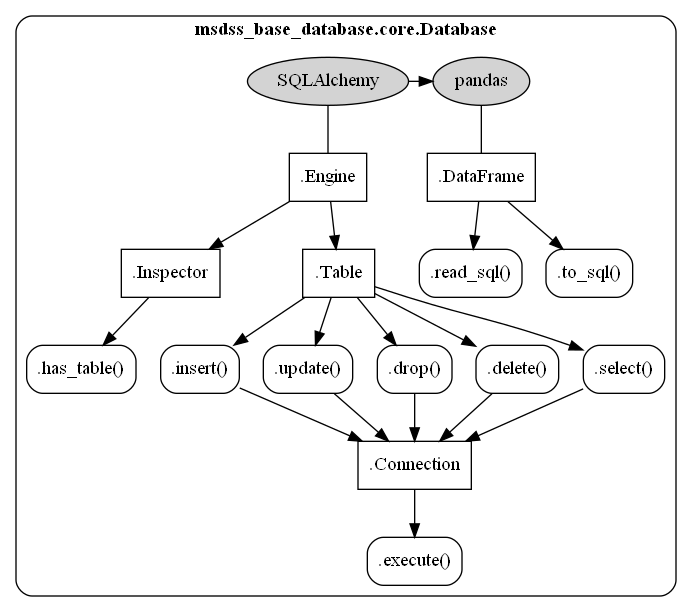 msdss_base_database.core.Database
SQLAlchemy
pandas
.Engine
.DataFrame
.Inspector
.Table
.read_sql()
.to_sql()
.has_table()
.insert()
.update()
.drop()
.delete()
.select()
.Connection
.execute()